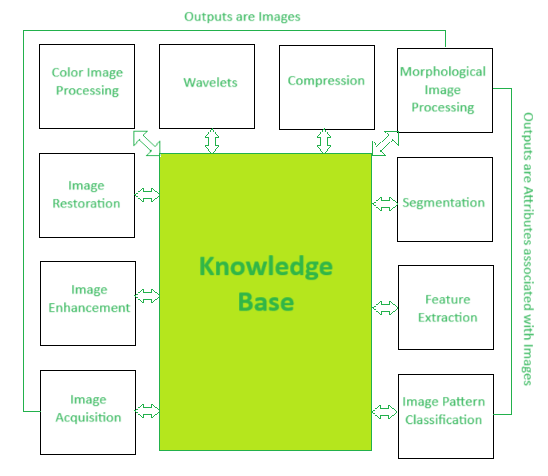 Outputs are Images
Color Image
Processing
Wavelets
Compression
Morphological
Image
Processing
Image
Restoration
Segmentation
Knowledge
Base
Image
Enhancement
Feature
Extraction
Image
Acquisition
Image Pattern
Classification
Outputs are Attributes associated with Images